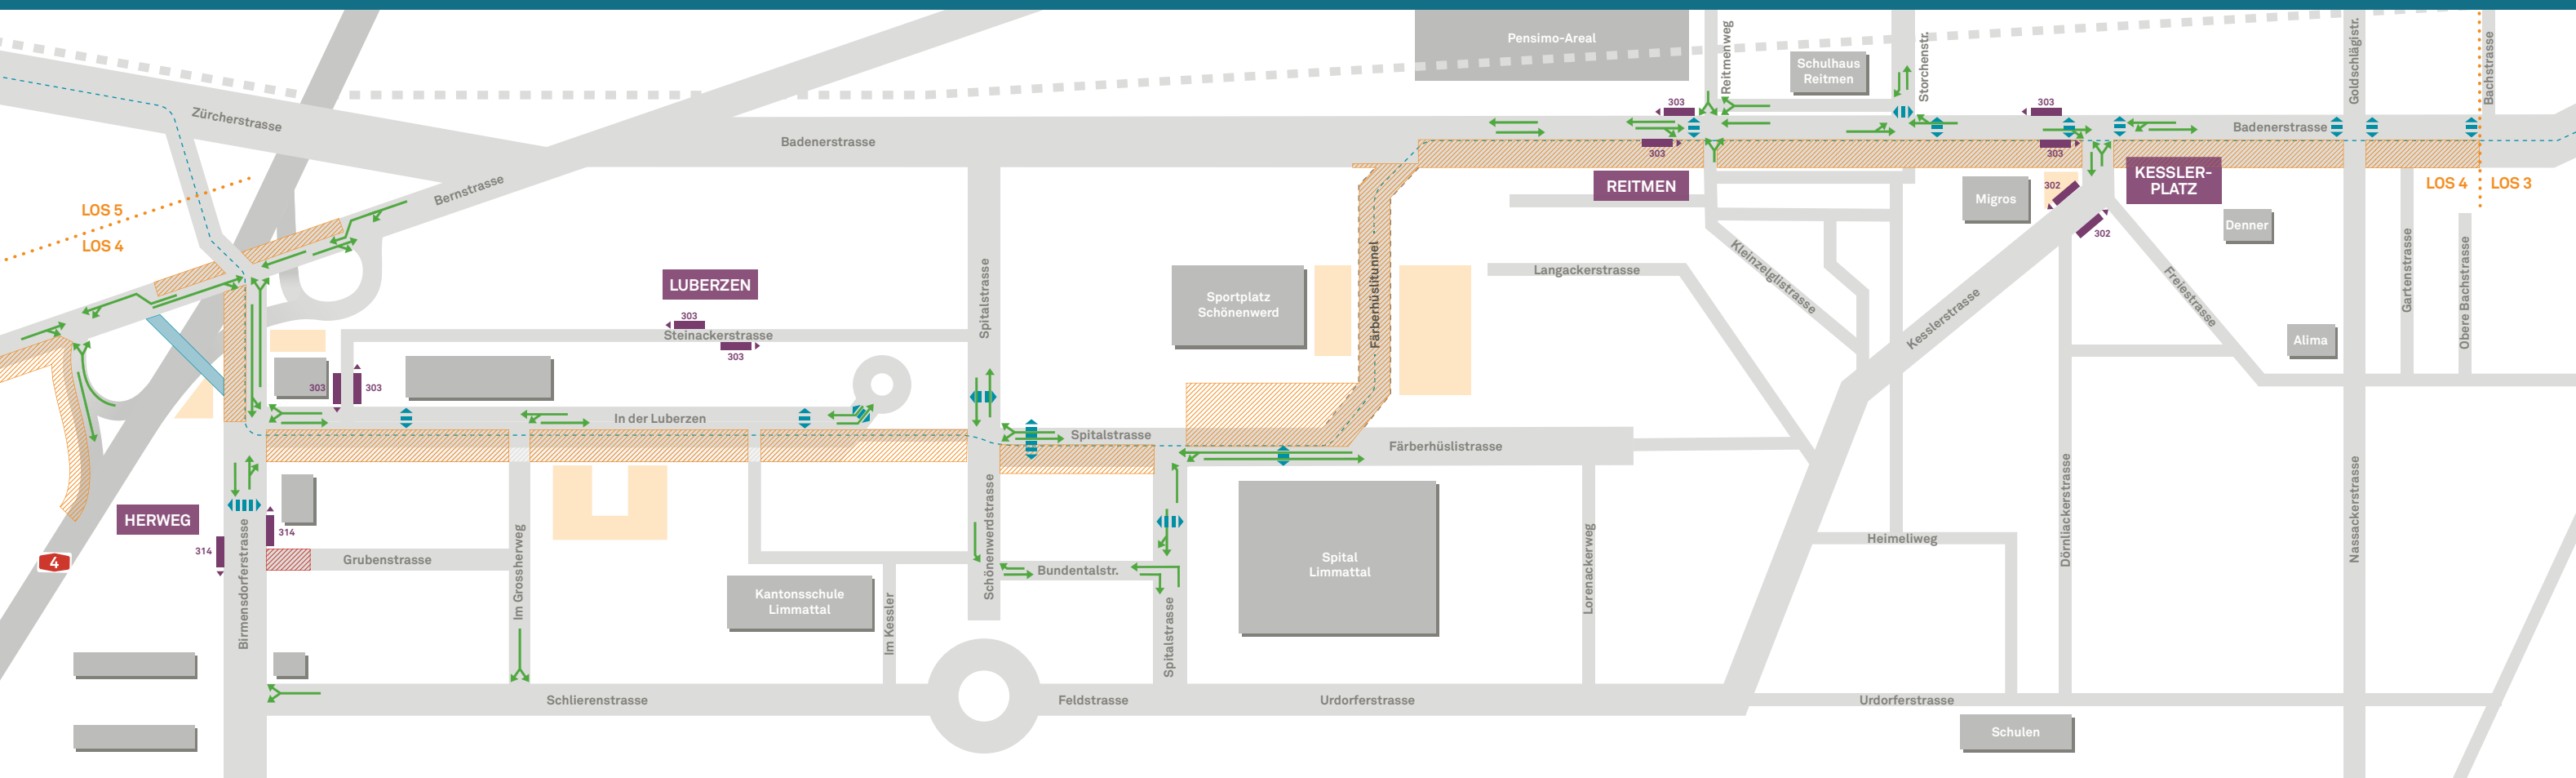 Zürcherstrasse
Badenerstrasse
Pensimo-Areal
Reitmenweg
Schulhaus
Reitmen
Storchenstr.
Goldschlägistr.
Bachstrasse
303
303
303
303
Badenerstrasse
REITMEN
Migros
302
302
KESSLER-
PLATZ
LOS 4
LOS 3
Denner
LOS 5
LOS 4
Bernstrasse
LUBERZEN
303
Steinackerstrasse
303
Spitalstrasse
Sportplatz
Schönenwerd
Färberhüslitunnel
Langackerstrasse
Kleinzelglistrasse
Kesslerstrasse
Freiestrasse
Gartenstrasse
Obere Bachstrasse
Alima
303
303
In der Luberzen
Spitalstrasse
Färberhüslistrasse
HERWEG
314
314
4
Birmensdorferstrasse
Grubenstrasse
Im Grossherweg
Kantonsschule
Limmattal
Im Kessler
Schönenwerdstrasse
Bundentalstr.
Spitalstrasse
Spital
Limmattal
Lorenackerweg
Heimeliweg
Dörnliackerstrasse
Nassackerstrasse
Schlierenstrasse
Feldstrasse
Urdorferstrasse
Urdorferstrasse
Schulen